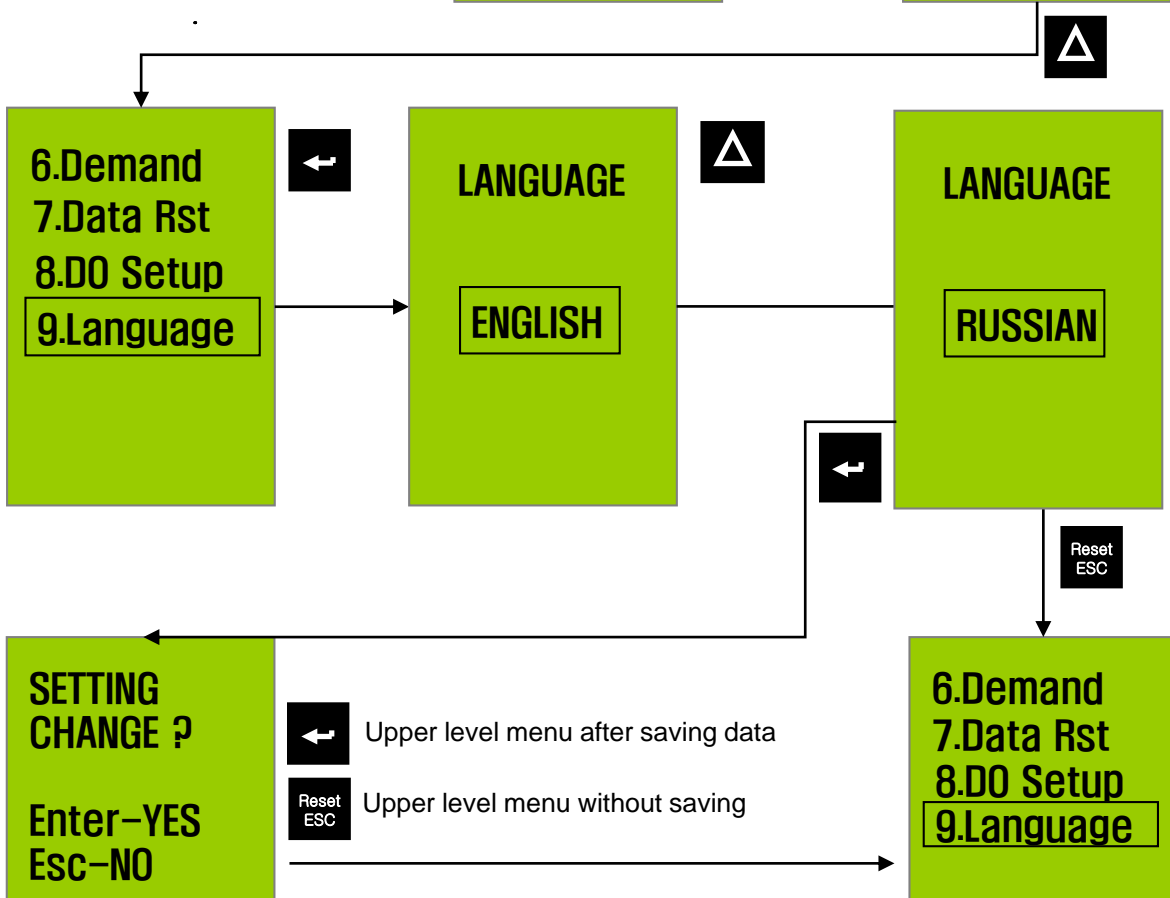 6.Demand
7.Data Rst
8.DO Setup
9.Language
LANGUAGE
ENGLISH
LANGUAGE
RUSSIAN
Reset
ESC
SETTING
CHANGE ?
Enter-YES
Esc-NO
Upper level menu after saving data
Reset
ESC
Upper level menu without saving
6.Demand
7.Data Rst
8.DO Setup
9.Language